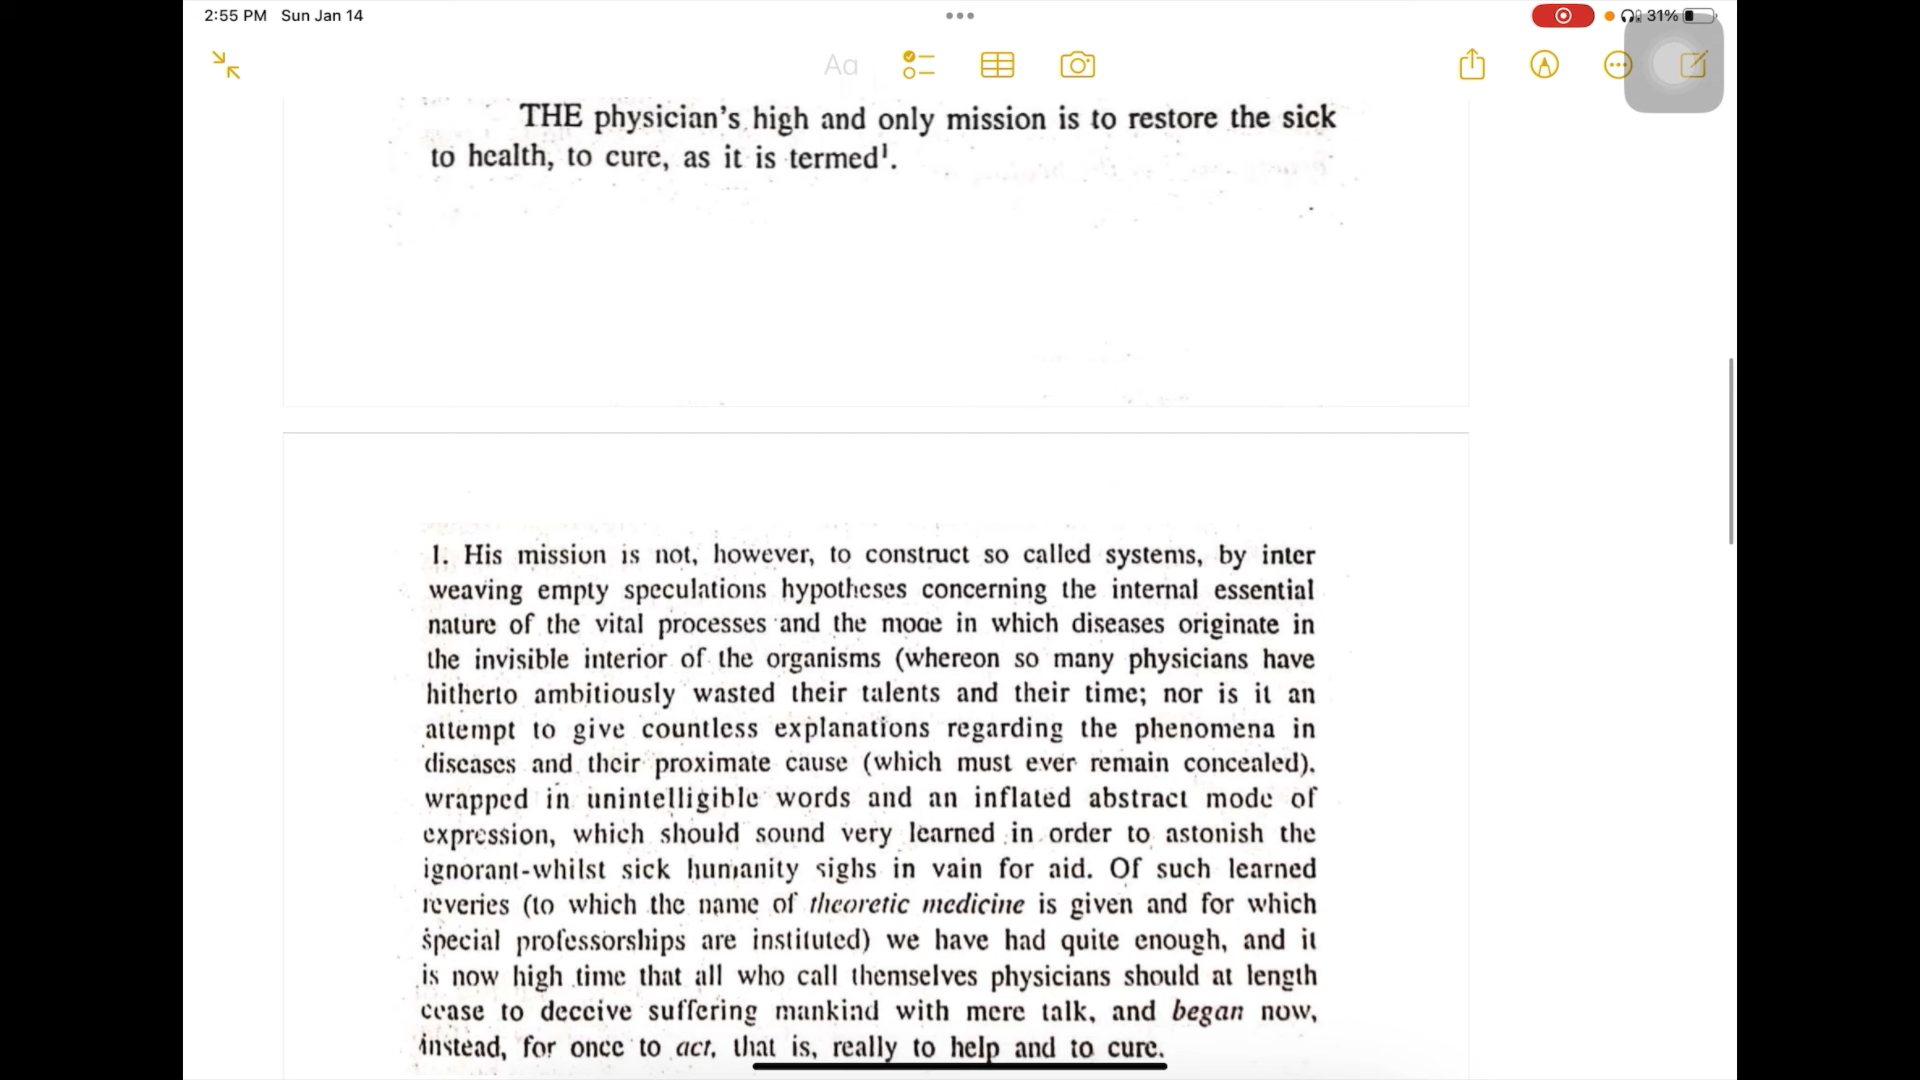 2:55 PM Sun Jan 14
31%
Aa
THE physician's high and only mission is to restore the sick
to health, to cure, as it is termed¹.
1. His mission is not, however, to construct so called systems, by inter
weaving empty speculations hypotheses concerning the internal essential
nature of the vital processes and the mode in which diseases originate in
the invisible interior of the organisms (whereon so many physicians have
hitherto ambitiously wasted their talents and their time; nor is it an
attempt to give countless explanations regarding the phenomena in
diseases and their proximate cause (which must ever remain concealed).
wrapped in unintelligible words and an inflated abstract mode of
expression, which should sound very learned in order to astonish the
ignorant-whilst sick humanity sighs in vain for aid. Of such learned
reveries (to which the name of theoretic medicine is given and for which
special professorships are instituted) we have had quite enough, and it
is now high time that all who call themselves physicians should at length
cease to deceive suffering mankind with mere talk, and began now,
instead, for once to act, that is, really to help and to cure.